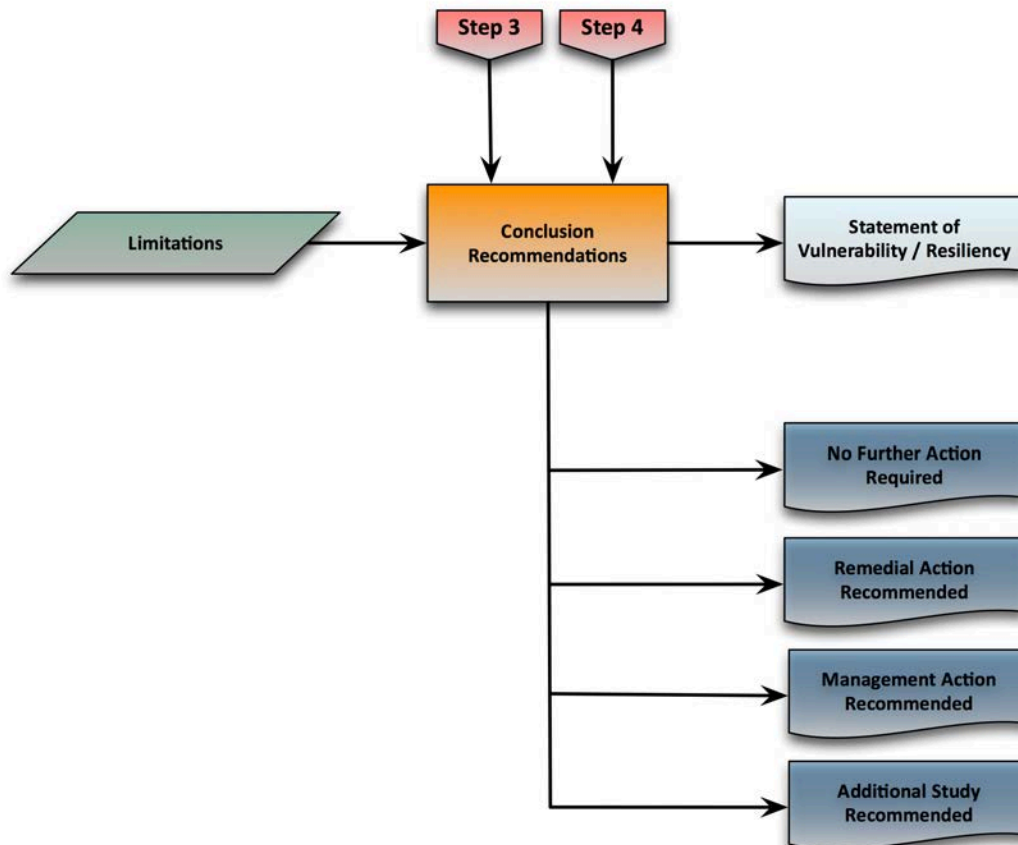 Step 3
Step 4
Limitations
Conclusion
Recommendations
Statement of
Vulnerability / Resiliency
No Further Action
Required
Remedial Action
Recommended
Management Action
Recommended
Additional Study
Recommended